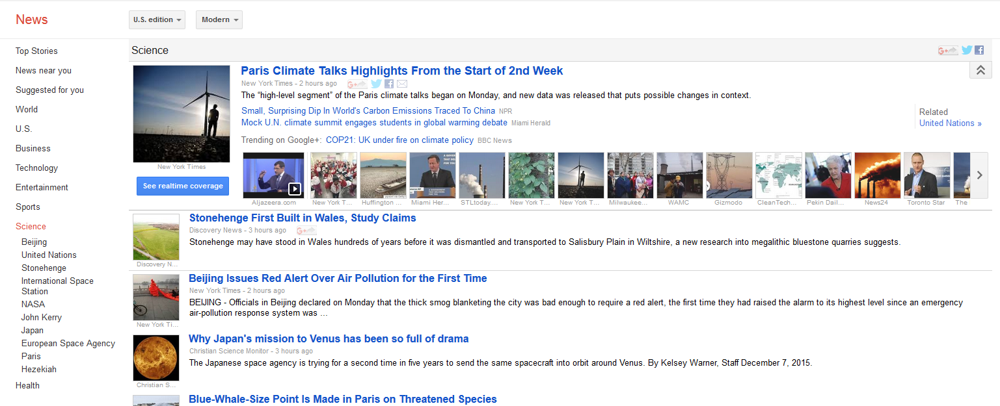 News
U.S. edition
Modern
Top Stories
News near you
Suggested for you
World
U.S.
Business
Technology
Entertainment
Sports
Science
Beijing
United Nations
Stonehenge
International Space
Station
NASA
John Kerry
Japan
European Space Agency
Paris
Hezekiah
Health
Science
New York Times
See realtime coverage
Paris Climate Talks Highlights From the Start of 2nd Week
New York Times - 2 hours ago
The “high-level segment” of the Paris climate talks began on Monday, and new data was released that puts possible changes in context.
Small, Surprising Dip In World's Carbon Emissions Traced To China NPR
Mock U.N. climate summit engages students in global warming debate Miami Herald
Trending on Google+: COP21: UK under fire on climate policy BBC News
Related
United Nations »
Aljazeera.com
New York T...
Huffington ...
Miami Her...
STLtoday....
New York T...
New York T...
Milwaukee...
WAMC
Gizmodo
CleanTech...
Pekin Dail...
News24
Toronto Star
The
Stonehenge First Built in Wales, Study Claims
Discovery News - 3 hours ago
Stonehenge may have stood in Wales hundreds of years before it was dismantled and transported to Salisbury Plain in Wiltshire, a new research into megalithic bluestone quarries suggests.
Discovery N...
Beijing Issues Red Alert Over Air Pollution for the First Time
New York Times - 2 hours ago
BEIJING - Officials in Beijing declared on Monday that the thick smog blanketing the city was bad enough to require a red alert, the first time they had raised the alarm to its highest level since an emergency
air-pollution response system was ...
New York Ti...
Why Japan's mission to Venus has been so full of drama
Christian Science Monitor - 3 hours ago
The Japanese space agency is trying for a second time in five years to send the same spacecraft into orbit around Venus. By Kelsey Warner, Staff December 7, 2015.
Christian S...
Blue-Whale-Size Point Is Made in Paris on Threatened Species